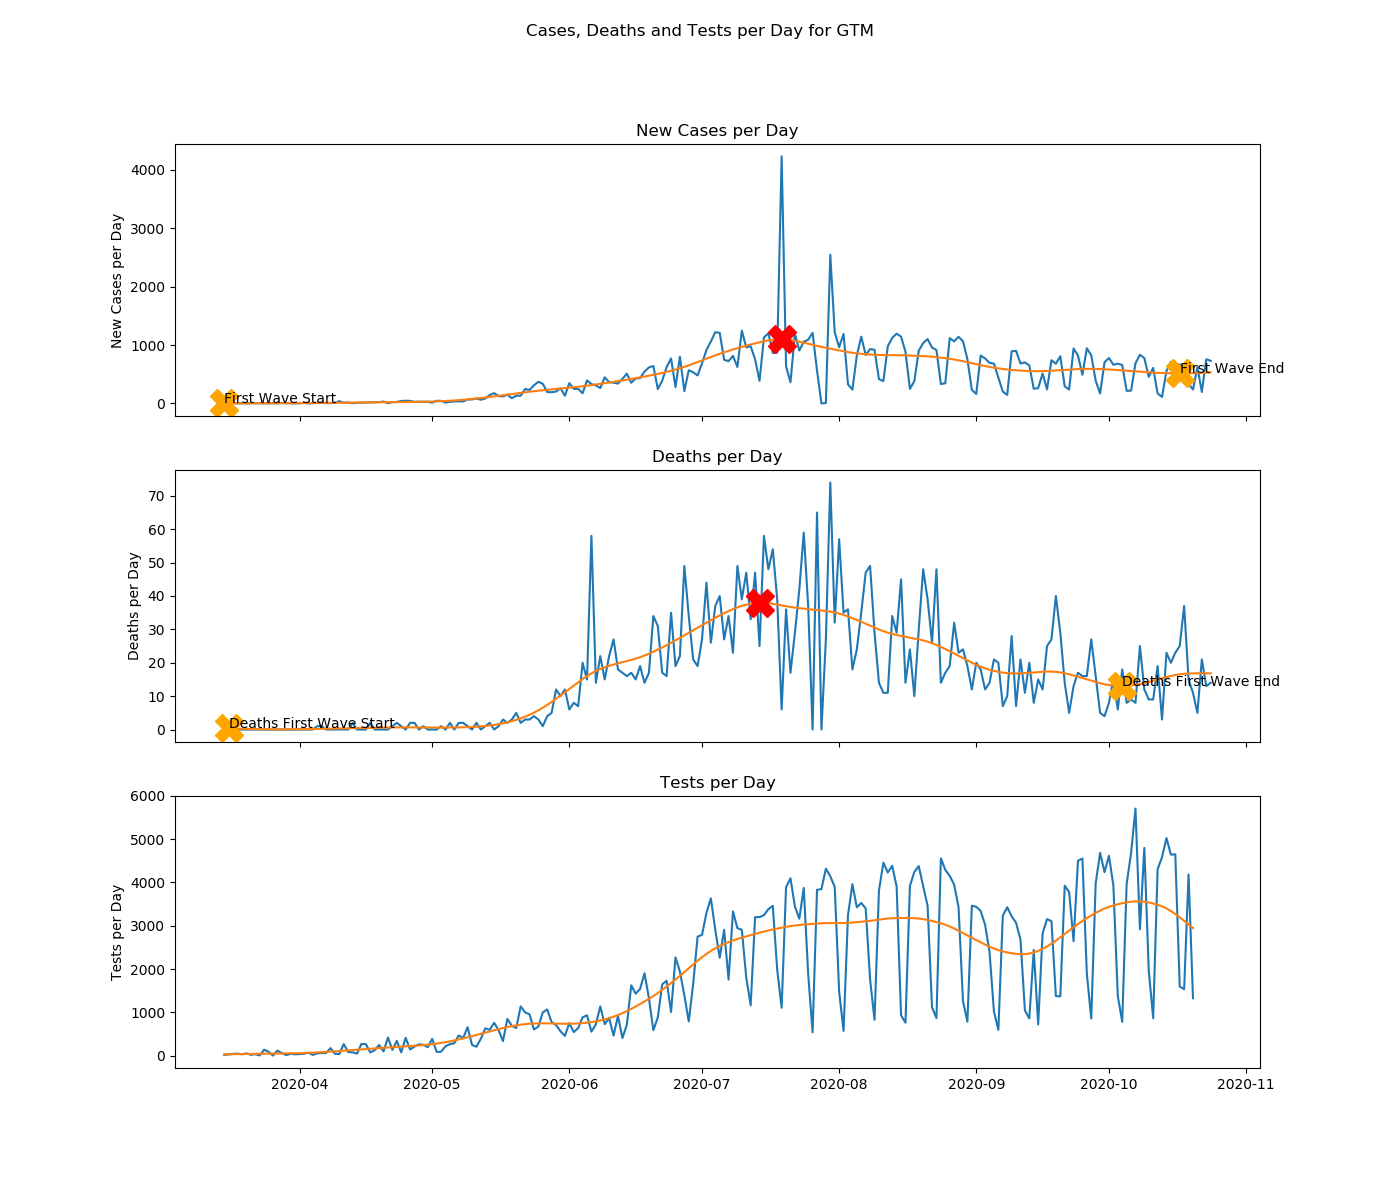 Cases, Deaths and Tests per Day for GTM
New Cases per Day
New Cases per Day
4000
3000
2000
1000
0
First Wave Start
First Wave End
Deaths per Day
Deaths per Day
70
60
50
40
30
20
10
0
Deaths First Wave Start
Deaths First Wave End
Tests per Day
Tests per Day
6000
5000
4000
3000
2000
1000
0
2020-04 2020-05 2020-06 2020-07 2020-08 2020-09 2020-10 2020-11